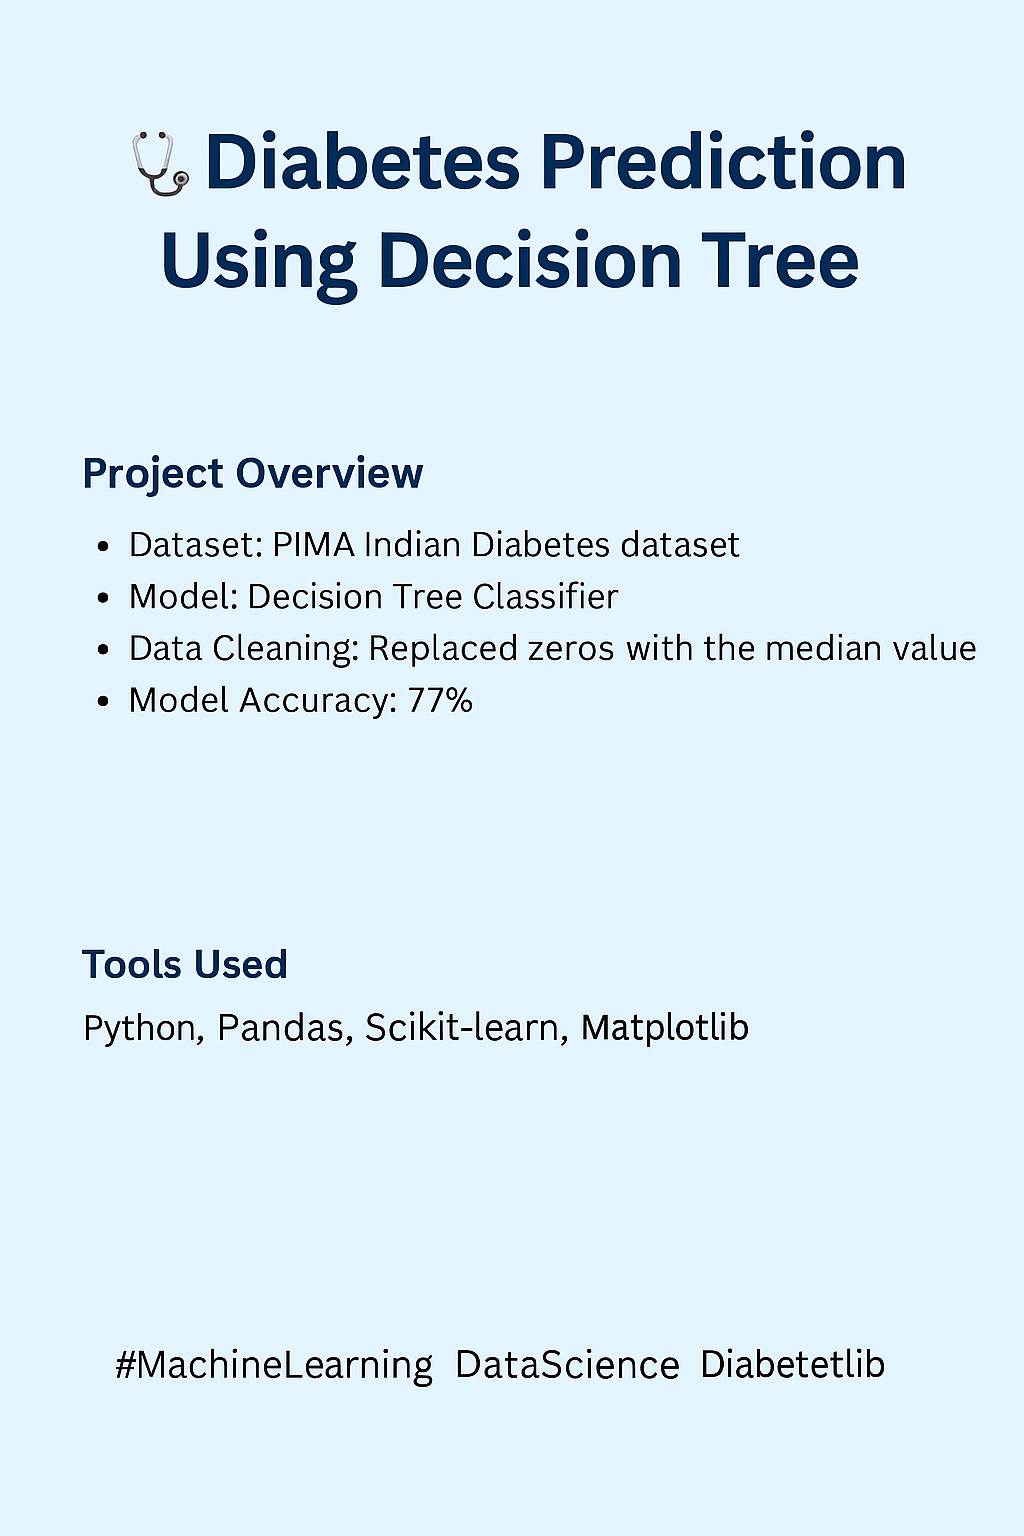 🩺 Diabetes Prediction
Using Decision Tree
Project Overview
• Dataset: PIMA Indian Diabetes dataset
• Model: Decision Tree Classifier
• Data Cleaning: Replaced zeros with the median value
• Model Accuracy: 77%
Tools Used
Python, Pandas, Scikit-learn, Matplotlib
#MachineLearning DataScience Diabetetlib